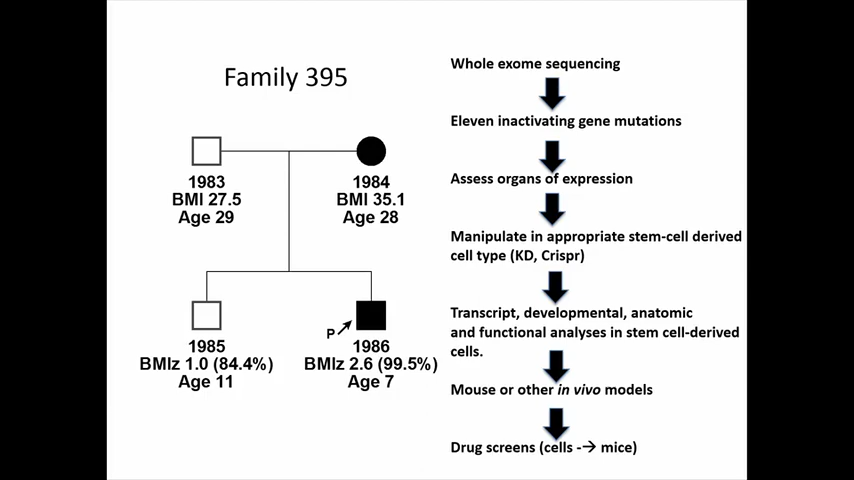 Family 395
1983
BMI 27.5
Age 29
1984
BMI 35.1
Age 28
1985
BMIz 1.0 (84.4%)
Age 11
P
1986
BMIz 2.6 (99.5%)
Age 7
Whole exome sequencing
Eleven inactivating gene mutations
Assess organs of expression
Manipulate in appropriate stem-cell derived
cell type (KD, Crispr)
Transcript, developmental, anatomic
and functional analyses in stem cell-derived
cells.
Mouse or other in vivo models
Drug screens (cells -→ mice)